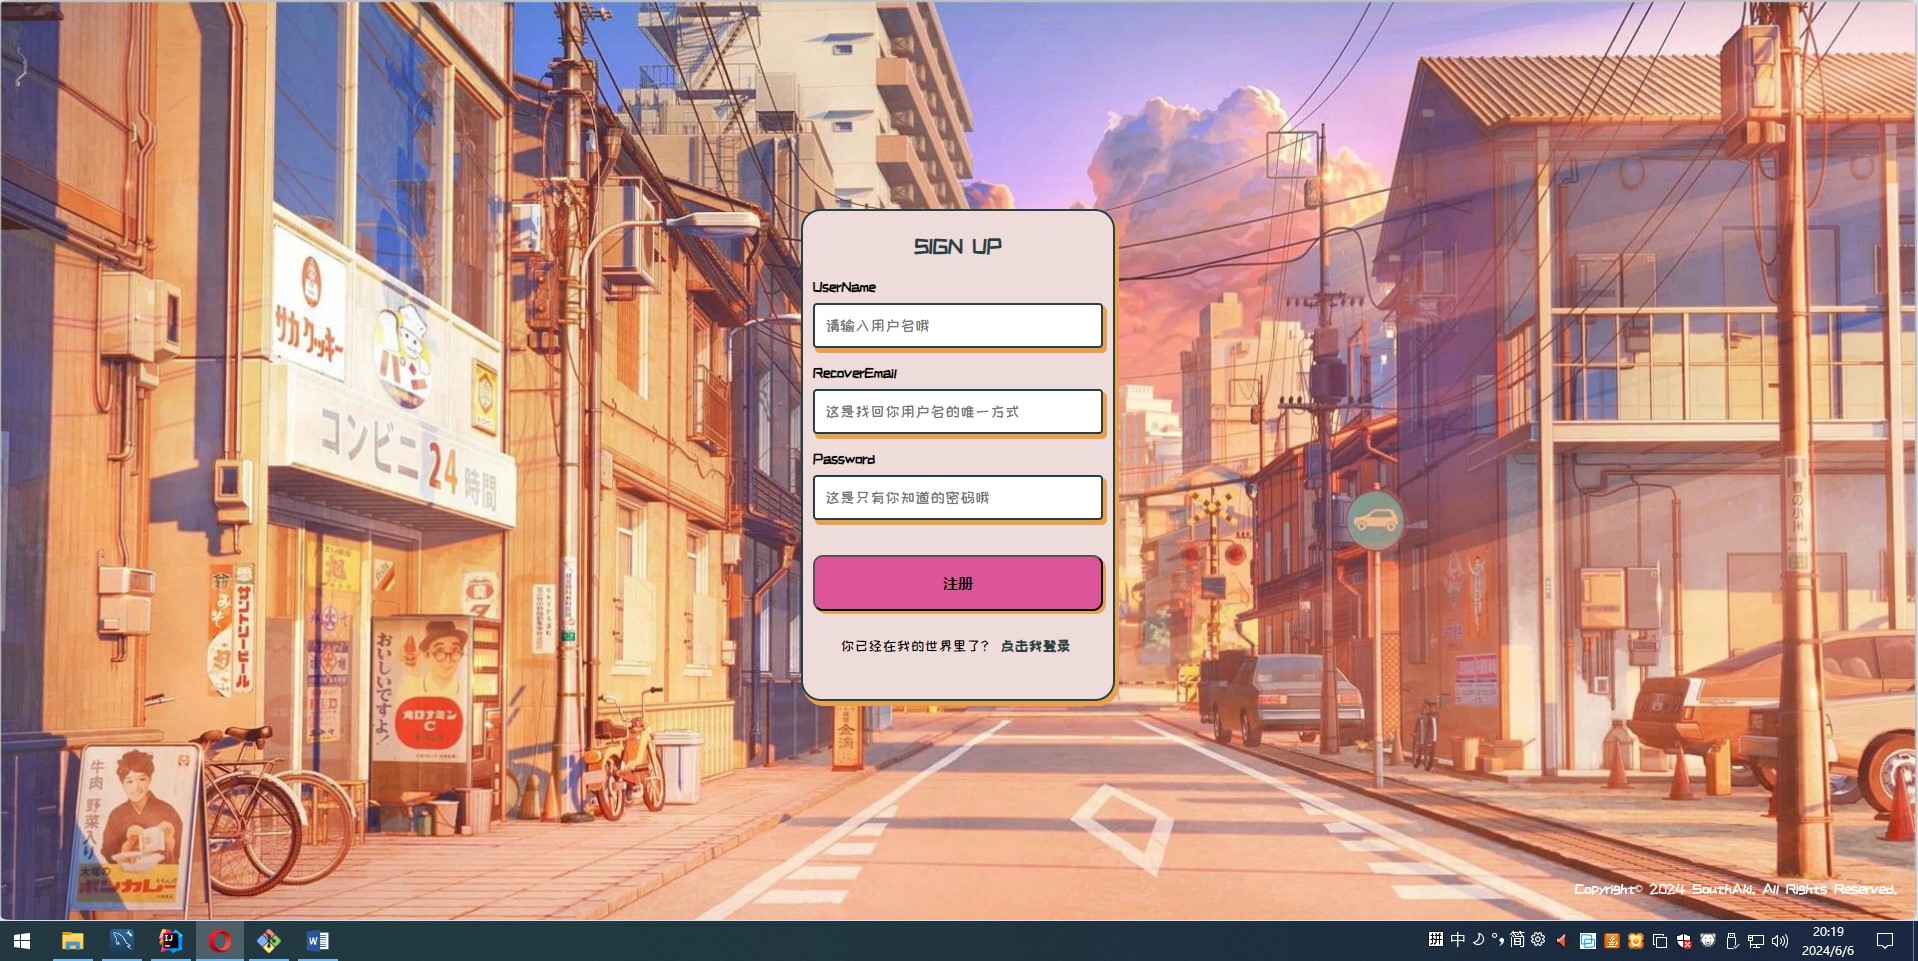 SIGN UP
UserName
请输入用户名哦
RecoverEmail
这是找回你用户名的唯一方式
Password
这是只有你知道的密码哦
注册
你已经在我的世界里了？ 点击我登录
サカクッキー
パン
コンビニ24時間
サントリービール
おいしいですよ！
オロナミン
C
牛肉
野菜入り
大塚の
ボンカレー
Copyright© 2024 SouthAki. All Rights Reserved.
中
简
20:19
2024/6/6